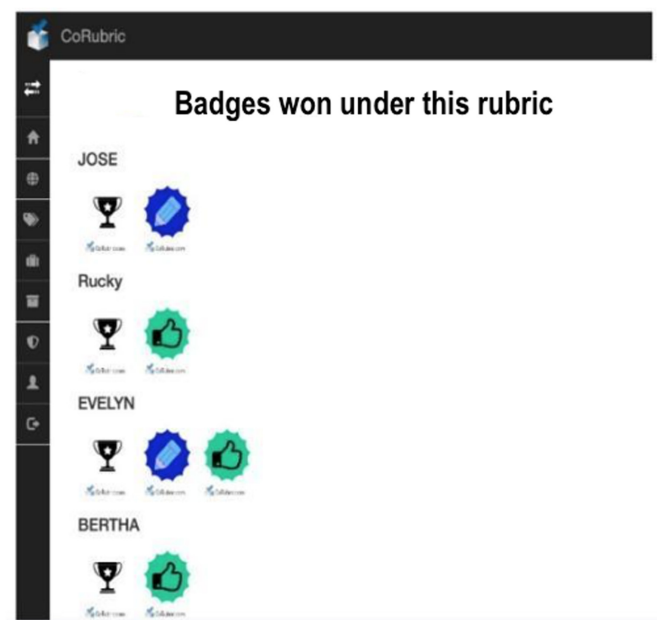 CoRubric
Badges won under this rubric
JOSE
Rucky
EVELYN
BERTHA